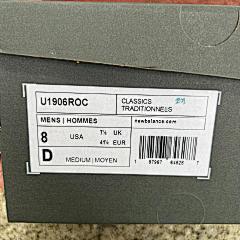 U1906ROC
CLASSICS
TRADITIONNELS
MENS | HOMMES
newbalance.com
8 USA
7½ UK
41½ EUR
D MEDIUM | MOYEN